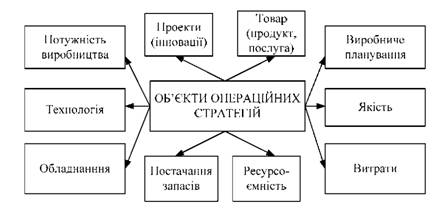 Потужність
виробництва
Проекти
(інновації)
Товар
(продукт,
послуга)
Виробниче
планування
Технологія
ОБ'ЄКТИ ОПЕРАЦІЙНИХ
СТРАТЕГІЙ
Якість
Обладнанння
Постачання
запасів
Ресурсо-
ємність
Витрати